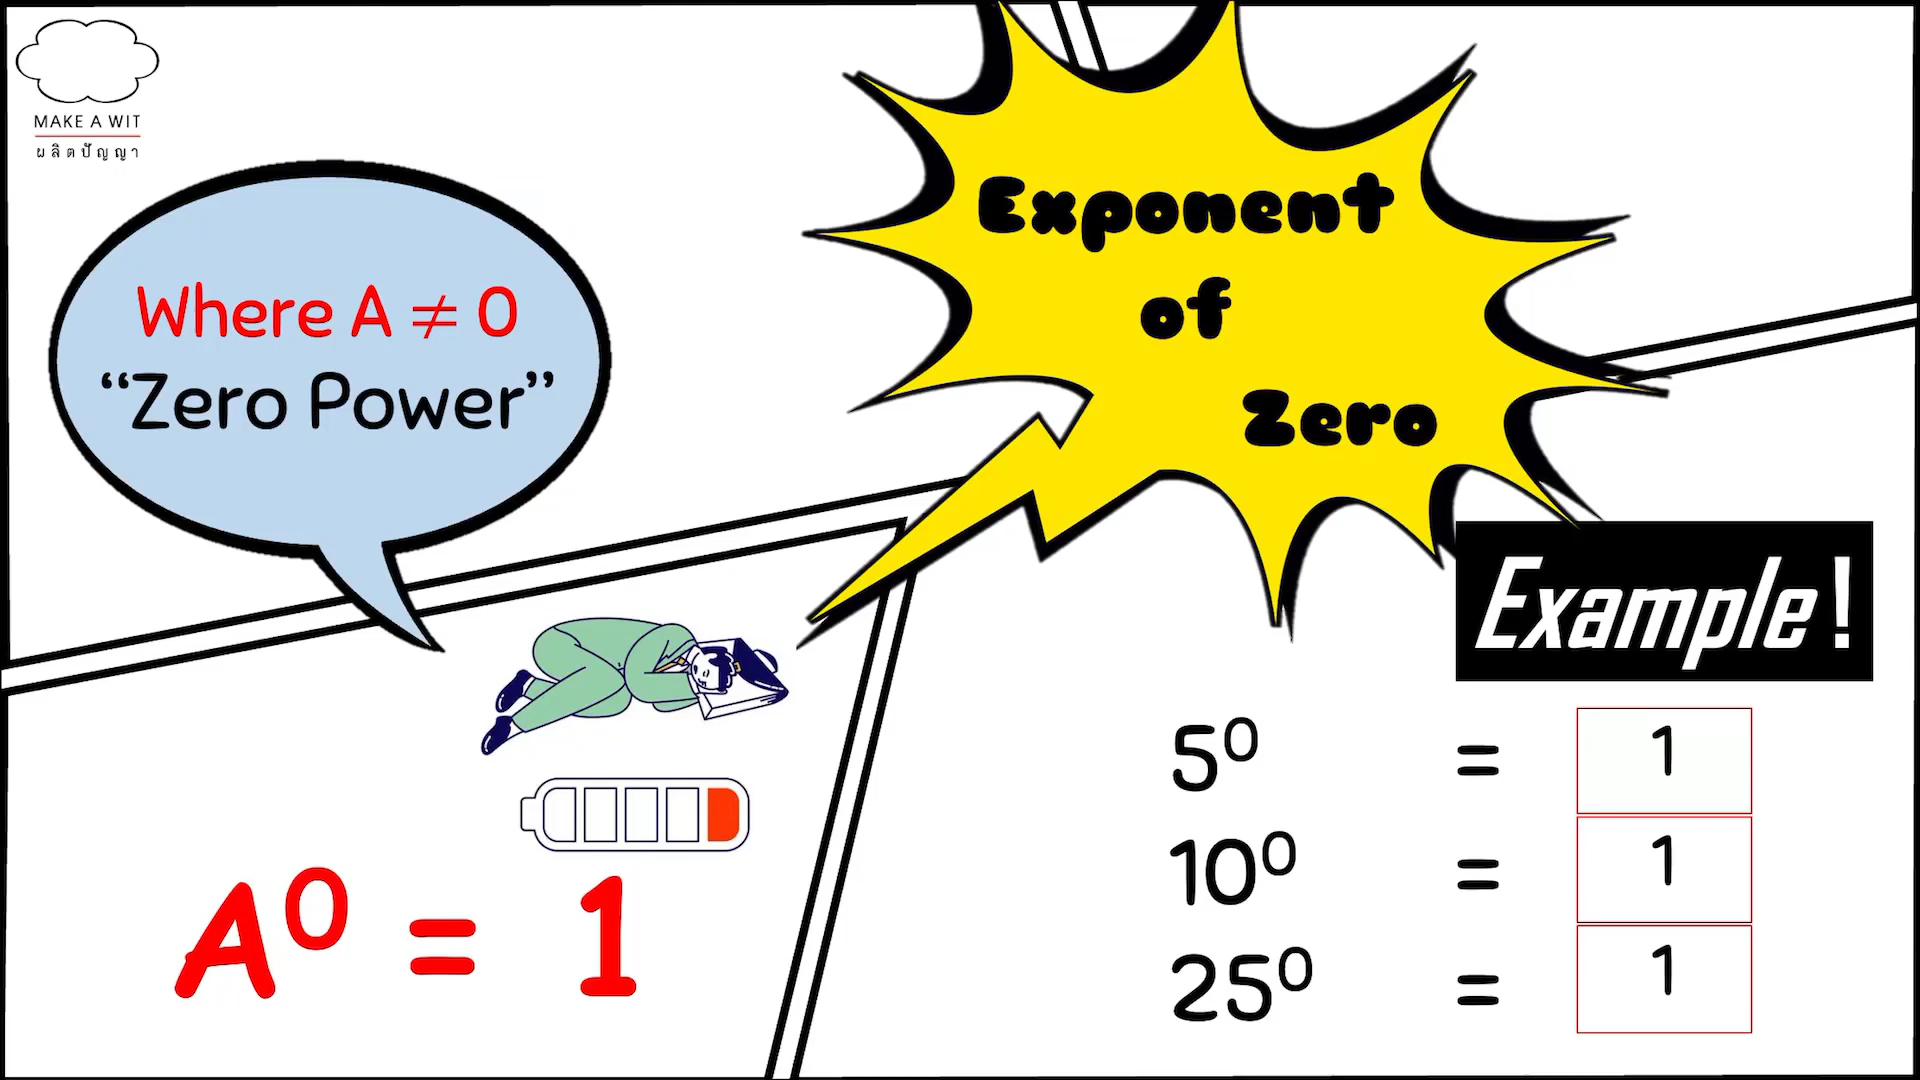 MAKE A WIT
ผลิตปัญญา
Exponent
of
Zero
Where A ≠ 0
“Zero Power”
Example!
A⁰ = 1
5⁰ = 1
10⁰ = 1
25⁰ = 1